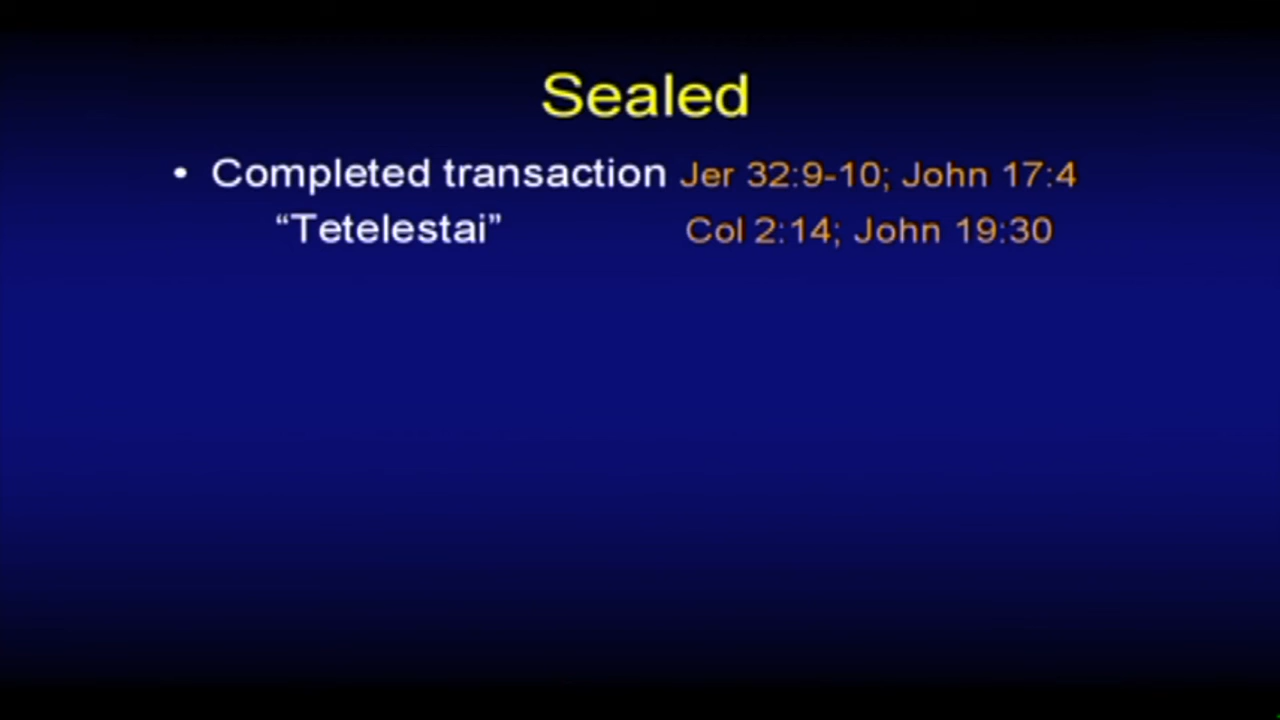 Sealed
• Completed transaction Jer 32:9-10; John 17:4
“Tetelestai” Col 2:14; John 19:30